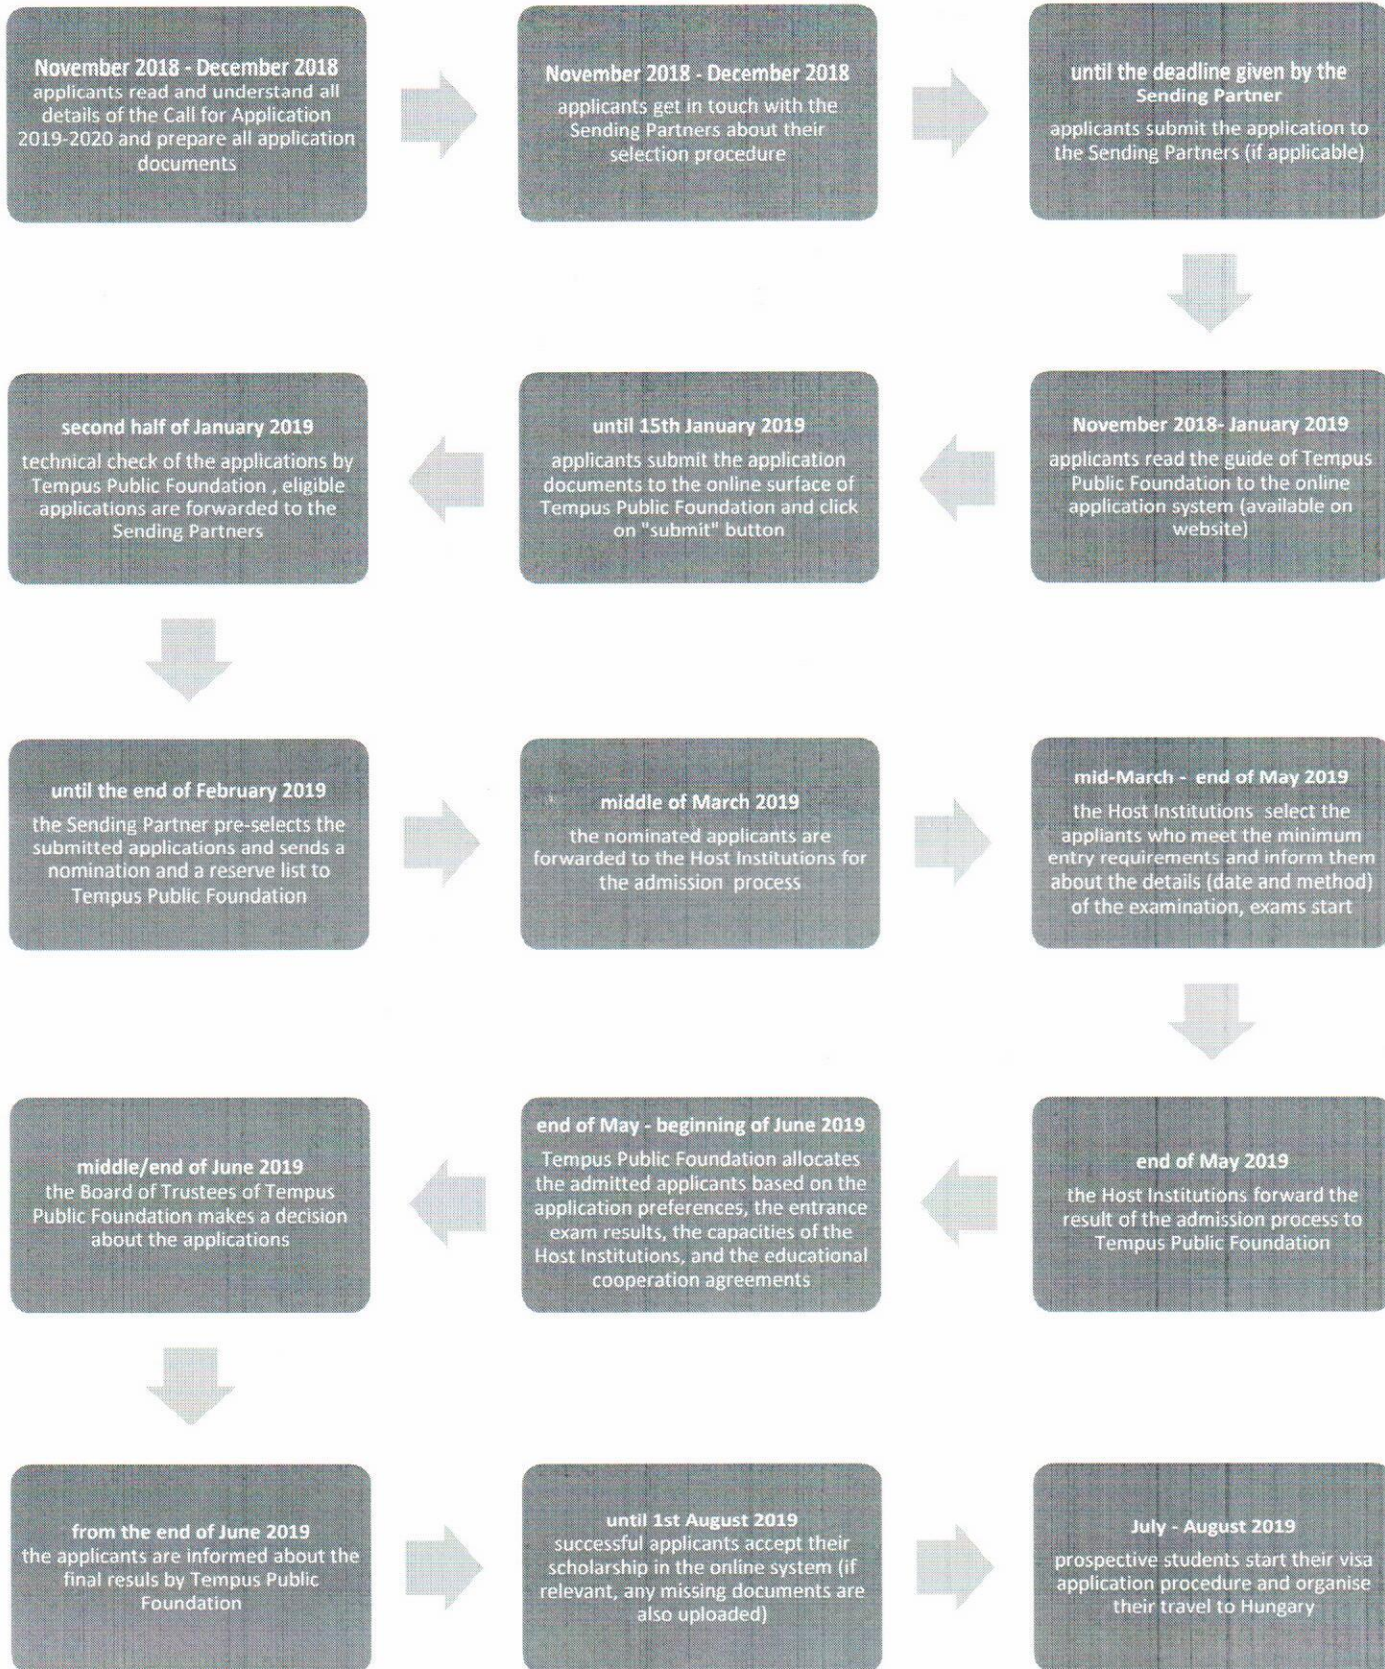 November 2018 - December 2018
applicants read and understand all
details of the Call for Application
2019-2020 and prepare all application
documents
November 2018 - December 2018
applicants get in touch with the
Sending Partners about their
selection procedure
until the deadline given by the
Sending Partner
applicants submit the application to
the Sending Partners (if applicable)
November 2018- January 2019
applicants read the guide of Tempus
Public Foundation to the online
application system (available on
website)
until 15th January 2019
applicants submit the application
documents to the online surface of
Tempus Public Foundation and click
on "submit" button
second half of January 2019
technical check of the applications by
Tempus Public Foundation , eligible
applications are forwarded to the
Sending Partners
until the end of February 2019
the Sending Partner pre-selects the
submitted applications and sends a
nomination and a reserve list to
Tempus Public Foundation
middle of March 2019
the nominated applicants are
forwarded to the Host Institutions for
the admission process
mid-March - end of May 2019
the Host Institutions select the
appliants who meet the minimum
entry requirements and inform them
about the details (date and method)
of the examination, exams start
end of May 2019
the Host Institutions forward the
result of the admission process to
Tempus Public Foundation
end of May - beginning of June 2019
Tempus Public Foundation allocates
the admitted applicants based on the
application preferences, the entrance
exam results, the capacities of the
Host Institutions, and the educational
cooperation agreements
middle/end of June 2019
the Board of Trustees of Tempus
Public Foundation makes a decision
about the applications
from the end of June 2019
the applicants are informed about the
final resuls by Tempus Public
Foundation
until 1st August 2019
successful applicants accept their
scholarship in the online system (if
relevant, any missing documents are
also uploaded)
July - August 2019
prospective students start their visa
application procedure and organise
their travel to Hungary